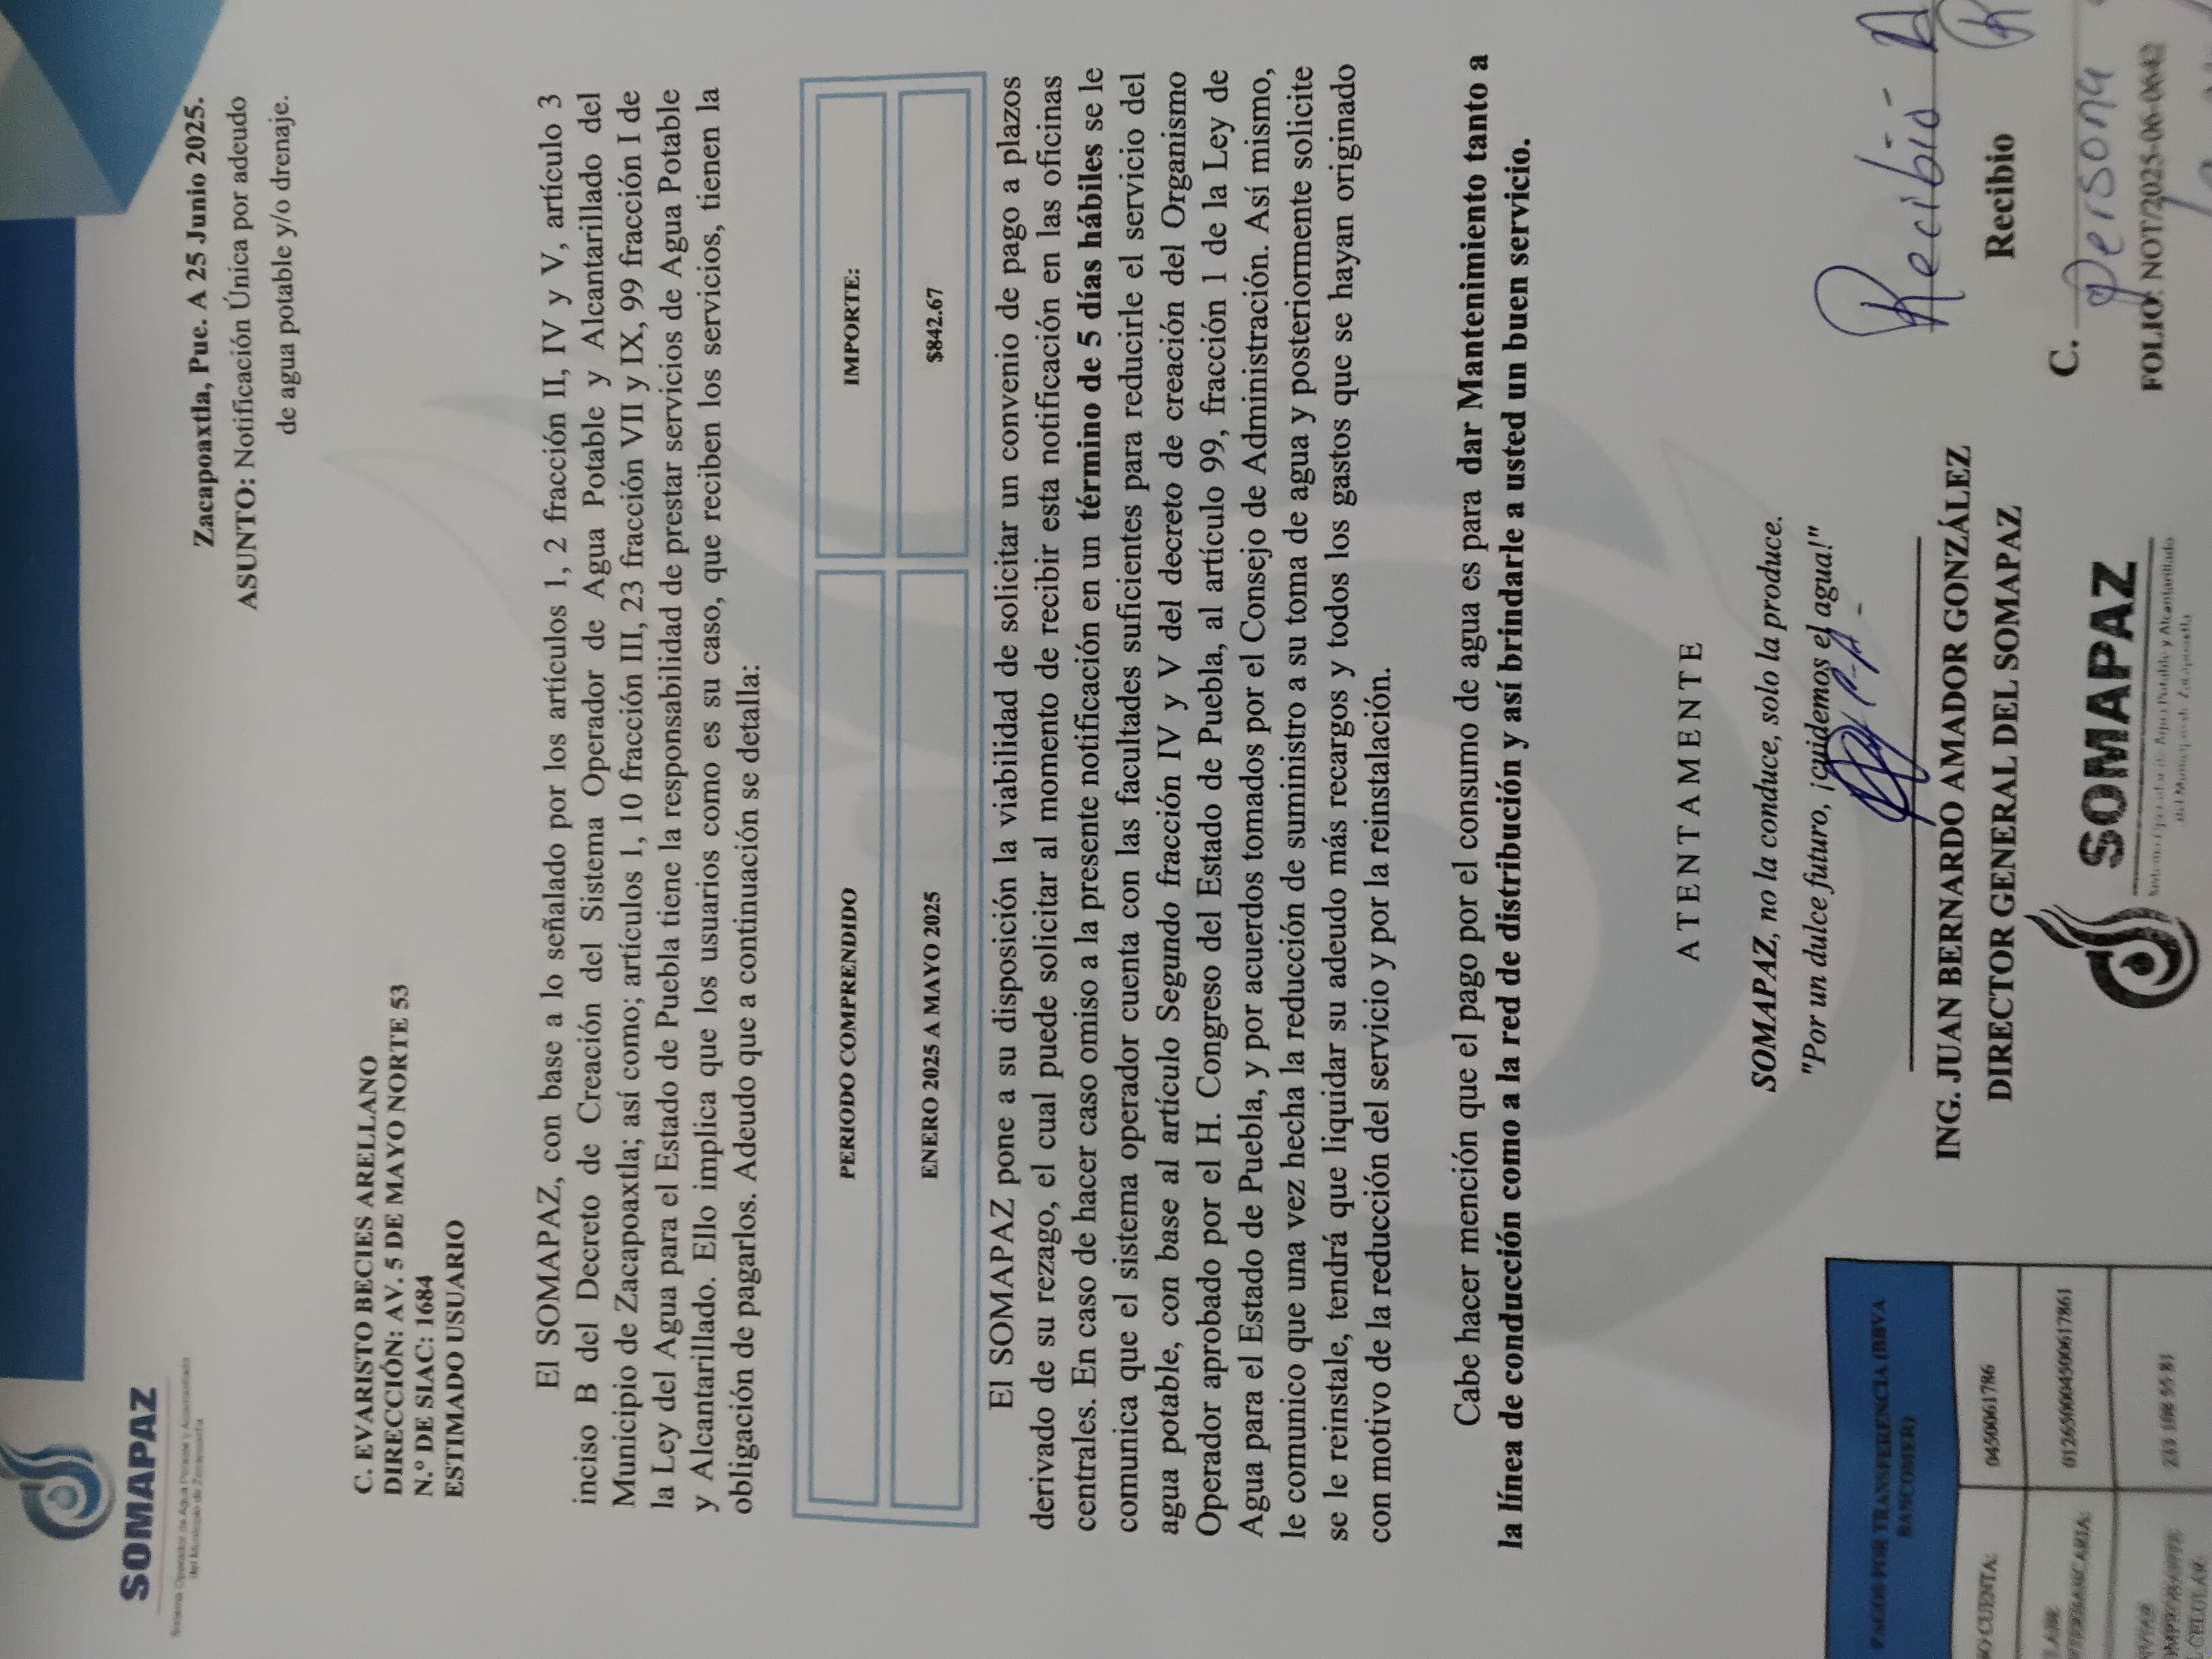 SOMAPAZ
Sistema Operador de Agua Potable y Alcantarillado
del Municipio de Zacapoaxtla
Zacapoaxtla, Pue. A 25 Junio 2025.
ASUNTO: Notificación Única por adeudo
de agua potable y/o drenaje.
C. EVARISTO BECIES ARELLANO
DIRECCIÓN: AV. 5 DE MAYO NORTE 53
N.º DE SIAC: 1684
ESTIMADO USUARIO
El SOMAPAZ, con base a lo señalado por los artículos 1, 2 fracción II, IV y V, artículo 3
inciso B del Decreto de Creación del Sistema Operador de Agua Potable y Alcantarillado del
Municipio de Zacapoaxtla; así como; artículos 1, 10 fracción III, 23 fracción VII y IX, 99 fracción I de
la Ley del Agua para el Estado de Puebla tiene la responsabilidad de prestar servicios de Agua Potable
y Alcantarillado. Ello implica que los usuarios como es su caso, que reciben los servicios, tienen la
obligación de pagarlos. Adeudo que a continuación se detalla:
PERIODO COMPRENDIDO
IMPORTE:
ENERO 2025 A MAYO 2025
$842.67
El SOMAPAZ pone a su disposición la viabilidad de solicitar un convenio de pago a plazos
derivado de su rezago, el cual puede solicitar al momento de recibir esta notificación en las oficinas
centrales. En caso de hacer caso omiso a la presente notificación en un término de 5 días hábiles se le
comunica que el sistema operador cuenta con las facultades suficientes para reducirle el servicio del
agua potable, con base al artículo Segundo fracción IV y V del decreto de creación del Organismo
Operador aprobado por el H. Congreso del Estado de Puebla, al artículo 99, fracción 1 de la Ley de
Agua para el Estado de Puebla, y por acuerdos tomados por el Consejo de Administración. Así mismo,
le comunico que una vez hecha la reducción de suministro a su toma de agua y posteriormente solicite
se le reinstale, tendrá que liquidar su adeudo más recargos y todos los gastos que se hayan originado
con motivo de la reducción del servicio y por la reinstalación.
Cabe hacer mención que el pago por el consumo de agua es para dar Mantenimiento tanto a
la línea de conducción como a la red de distribución y así brindarle a usted un buen servicio.
ATENTAMENTE
SOMAPAZ, no la conduce, solo la produce.
"Por un dulce futuro, ¡cuidemos el agua!"
P-A-
ING. JUAN BERNARDO AMADOR GONZÁLEZ
DIRECTOR GENERAL DEL SOMAPAZ
SOMAPAZ
Sistema Operador de Agua Potable y Alcantarillado
del Municipio de Zacapoaxtla
PAGOS POR TRANSFERENCIA (BBVA
BANCOMER)
NO CUENTA:
0450061786
CLABE
INTERBANCARIA:
012650004500617861
ENVIAR
COMPROBANTE
AL CELULAR:
233 106 55 81
Recibió
Recibio
C.
persona
FOLIO: NOT/2025-06-0642